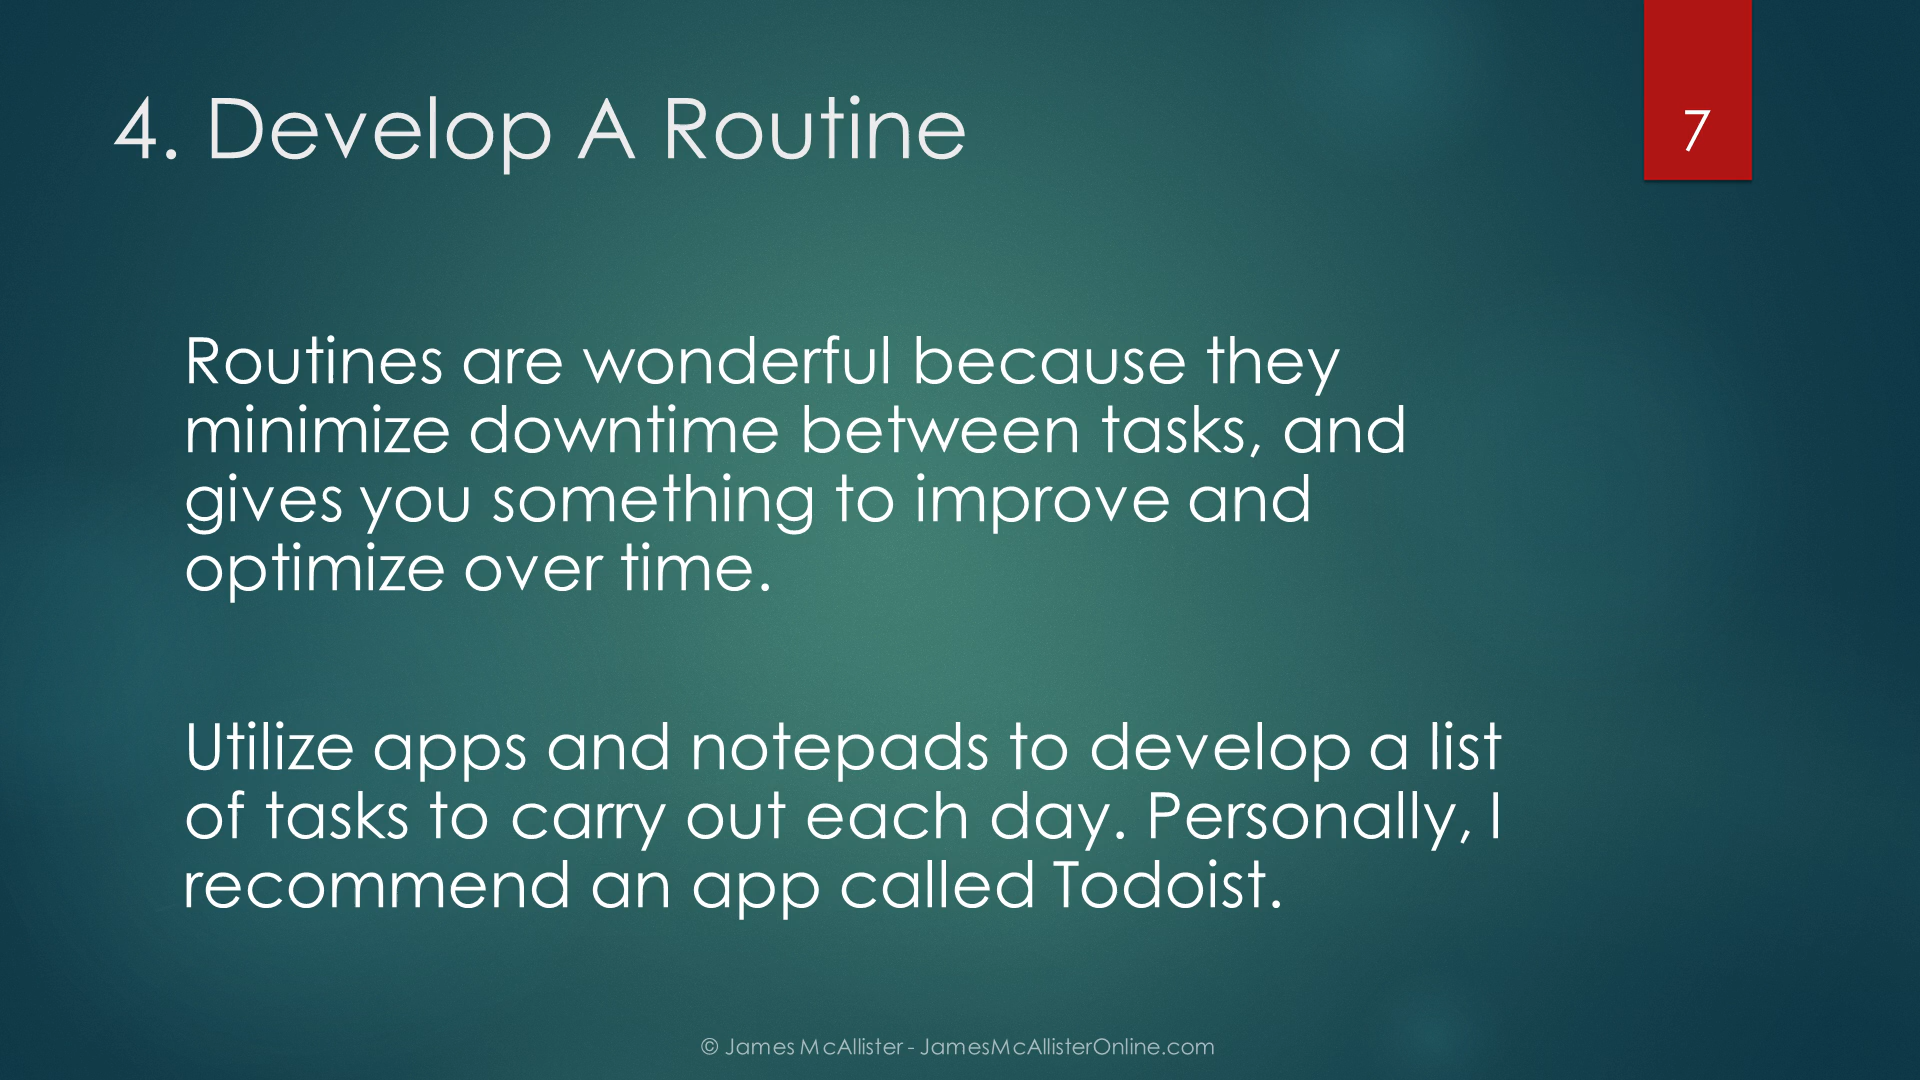 4. Develop A Routine
7
Routines are wonderful because they
minimize downtime between tasks, and
gives you something to improve and
optimize over time.
Utilize apps and notepads to develop a list
of tasks to carry out each day. Personally, I
recommend an app called Todoist.
© James McAllister - JamesMcAllisterOnline.com